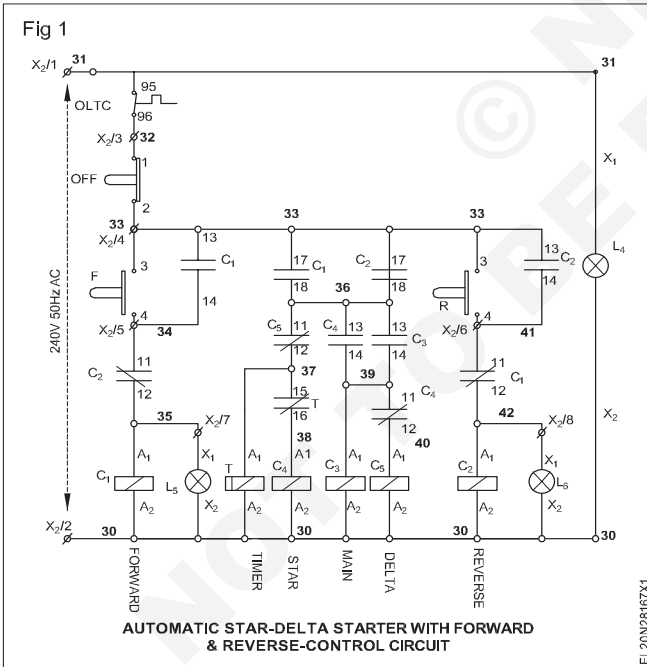 Fig 1
X2/1 31 31
95
OLTC
96
X2/3 32
1
OFF
2
33 33 33
X2/4
13 17 17 13
3 C1 C1 C2 3 C2
F 14 18 18 R 14
36
4 4
X2/5 34 X2/6 41
C5 11 C4 13 13 C3
12 14 14
11 11
C2 C1
12 12
37 39
15 T 11 C4
16 12
35 X2/7 38 40 42 X2/8
A1 X1 A1 A1 A1 A1 A1 X1
C1 L5 T C4 C3 C5 C2 L6
A2 X2 A2 A2 A2 A2 A2 X2
X2/2 30 30 30 30
240V 50Hz AC
X1
L4
X2
FORWARD
TIMER
STAR
MAIN
DELTA
REVERSE
AUTOMATIC STAR-DELTA STARTER WITH FORWARD
& REVERSE-CONTROL CIRCUIT
EL20N28167X1
© NOT TO BE